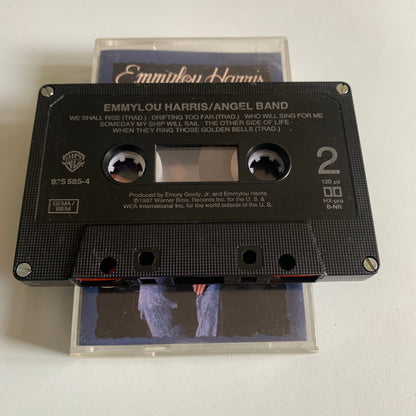 Emmylou Harris
EMMYLOU HARRIS/ANGEL BAND
WE SHALL RISE (TRAD.) · DRIFTING TOO FAR (TRAD.) · WHO WILL SING FOR ME
SOMEDAY MY SHIP WILL SAIL · THE OTHER SIDE OF LIFE ·
WHEN THEY RING THOSE GOLDEN BELLS (TRAD.)
2
925 585-4
120 µs
GEMA/
BIEM
HX-pro
B-NR
Produced by Emory Gordy, Jr. and Emmylou Harris
℗1987 Warner Bros. Records Inc. for the U. S. &
WEA International Inc. for the world outside of the U. S.